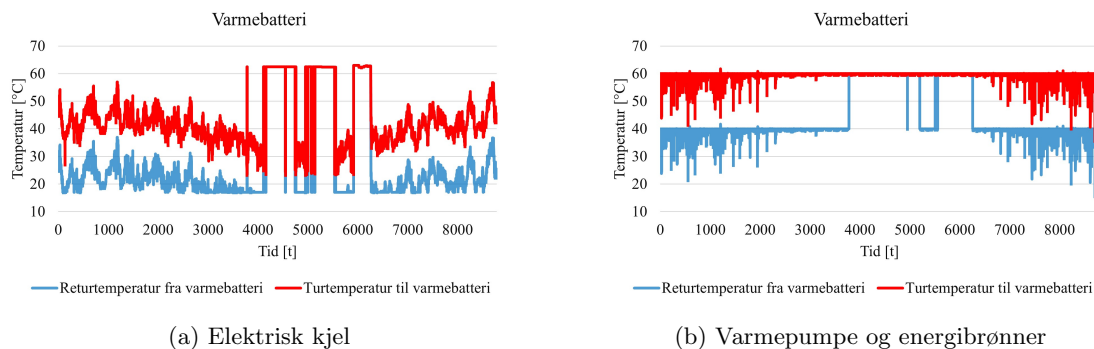 Varmebatteri
Temperatur [°C]
70
60
50
40
30
20
10
0 1000 2000 3000 4000 5000 6000 7000 8000
Tid [t]
Returtemperatur fra varmebatteri Turtemperatur til varmebatteri
(a) Elektrisk kjel
Varmebatteri
Temperatur [°C]
70
60
50
40
30
20
10
0 1000 2000 3000 4000 5000 6000 7000 8000
Tid [t]
Returtemperatur fra varmebatteri Turtemperatur til varmebatteri
(b) Varmepumpe og energibrønner